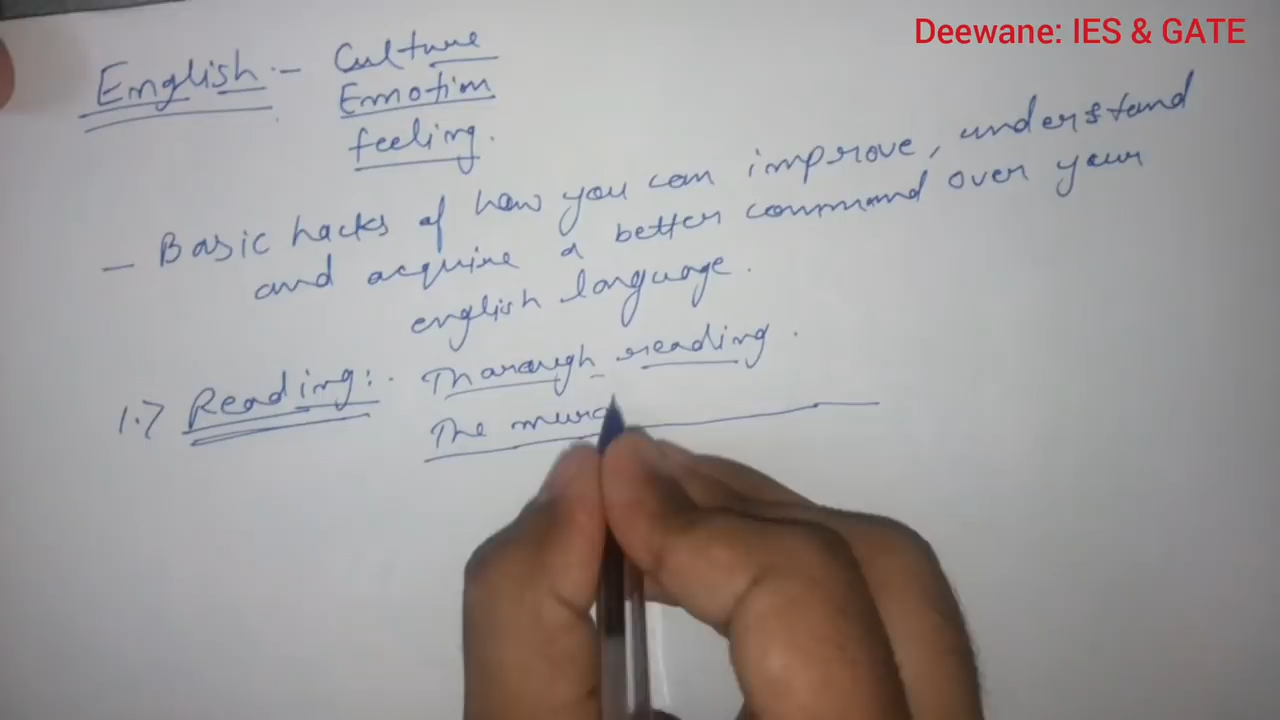 Deewane: IES & GATE
English :- Culture
Emotion
feeling.
- Basic hacks of how you can improve, understand
and acquire a better command over your
english language.
1.) Reading :- Thorough reading.
The